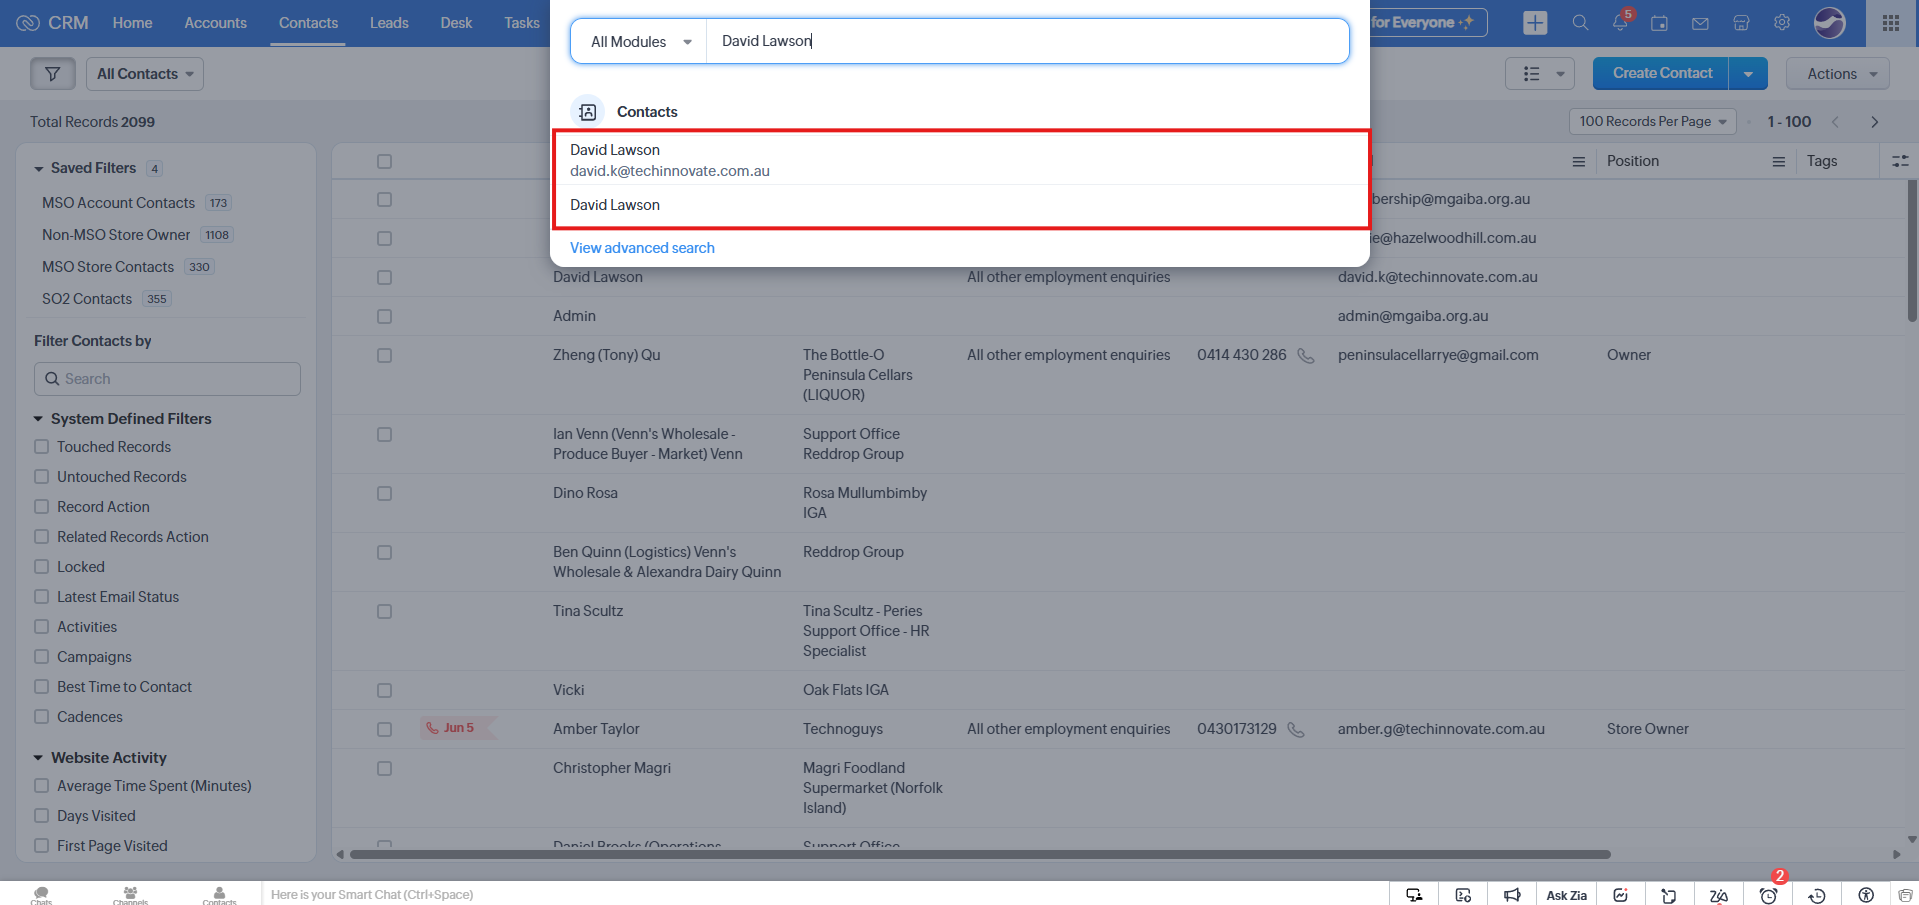 CRM
Home
Accounts
Contacts
Leads
Desk
Tasks
for Everyone
5
All Modules
David Lawson
Contacts
David Lawson
david.k@techinnovate.com.au
David Lawson
View advanced search
All Contacts
Create Contact
Actions
Total Records 2099
100 Records Per Page
1 - 100
Saved Filters 4
MSO Account Contacts 173
Non-MSO Store Owner 1108
MSO Store Contacts 330
SO2 Contacts 355
Filter Contacts by
Search
System Defined Filters
Touched Records
Untouched Records
Record Action
Related Records Action
Locked
Latest Email Status
Activities
Campaigns
Best Time to Contact
Cadences
Website Activity
Average Time Spent (Minutes)
Days Visited
First Page Visited
Position
Tags
bership@mgaiba.org.au
e@hazelwoodhill.com.au
David Lawson
All other employment enquiries
david.k@techinnovate.com.au
Admin
admin@mgaiba.org.au
Zheng (Tony) Qu
The Bottle-O
Peninsula Cellars
(LIQUOR)
All other employment enquiries
0414 430 286
peninsulacellarrye@gmail.com
Owner
Ian Venn (Venn's Wholesale -
Produce Buyer - Market) Venn
Support Office
Reddrop Group
Dino Rosa
Rosa Mullumbimby
IGA
Ben Quinn (Logistics) Venn's
Wholesale & Alexandra Dairy Quinn
Reddrop Group
Tina Scultz
Tina Scultz - Peries
Support Office - HR
Specialist
Vicki
Oak Flats IGA
Jun 5
Amber Taylor
Technoguys
All other employment enquiries
0430173129
amber.g@techinnovate.com.au
Store Owner
Christopher Magri
Magri Foodland
Supermarket (Norfolk
Island)
Daniel Brooks (Operations
Support Office
Chats
Channels
Contacts
Here is your Smart Chat (Ctrl+Space)
Ask Zia
2